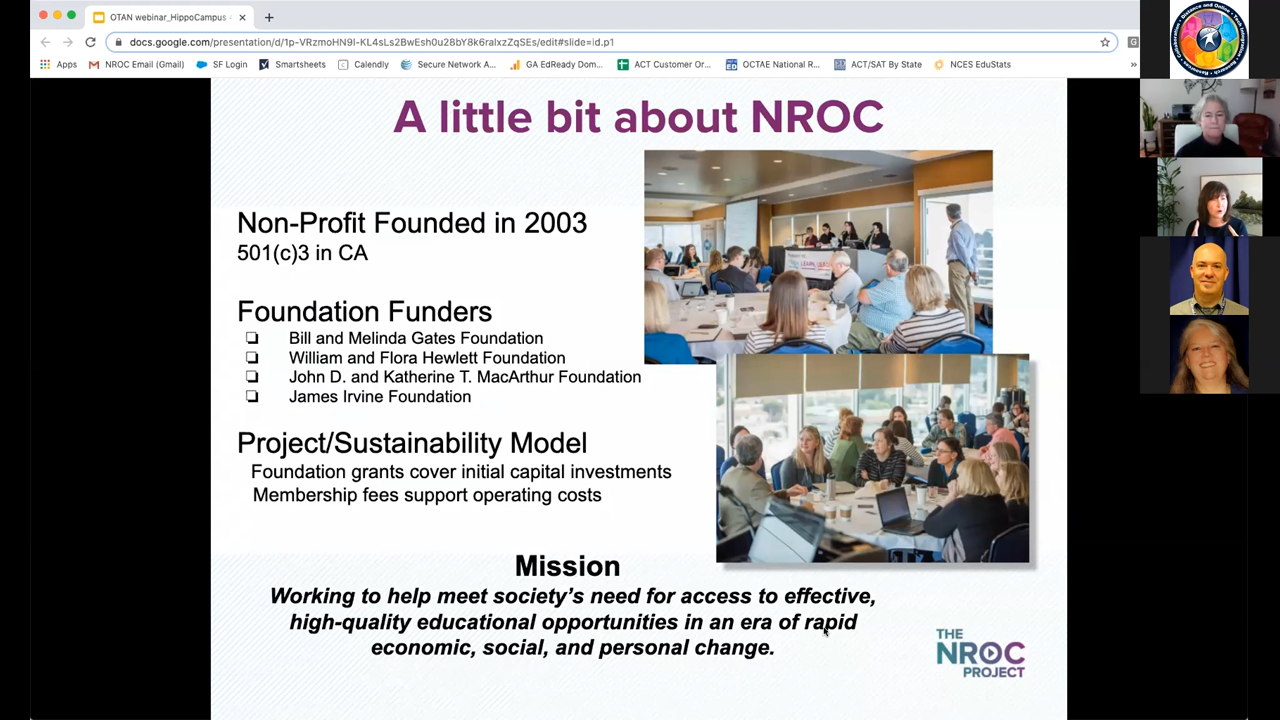 OTAN webinar_HippoCampus
docs.google.com/presentation/d/1p-VRzmoHN9l-KL4sLs2BwEsh0u28bY8k6ralxzZqSEs/edit#slide=id.p1
Apps
NROC Email (Gmail)
SF Login
Smartsheets
Calendly
Secure Network A...
GA EdReady Dom...
ACT Customer Or...
OCTAE National R...
ACT/SAT By State
NCES EduStats
»
A little bit about NROC
Non-Profit Founded in 2003
501(c)3 in CA
Foundation Funders
Bill and Melinda Gates Foundation
William and Flora Hewlett Foundation
John D. and Katherine T. MacArthur Foundation
James Irvine Foundation
Project/Sustainability Model
Foundation grants cover initial capital investments
Membership fees support operating costs
Mission
Working to help meet society’s need for access to effective,
high-quality educational opportunities in an era of rapid
economic, social, and personal change.
THE
NROC
PROJECT